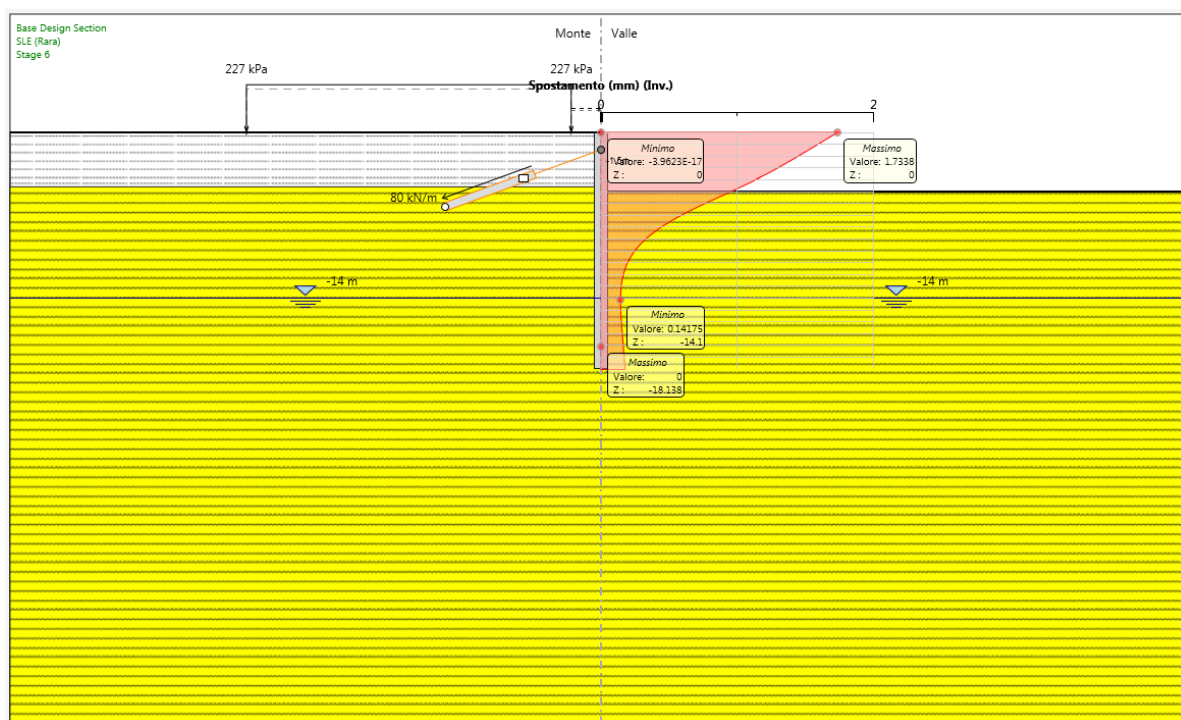 Base Design Section
SLE (Rara)
Stage 6
Monte
Valle
227 kPa
227 kPa
Spostamento (mm) (Inv.)
0
2
Minimo
Valore: -3.9623E-17
Z : 0
Massimo
Valore: 1.7338
Z : 0
80 kN/m
-14 m
-14 m
Minimo
Valore: 0.14175
Z : -14.1
Massimo
Valore: 0
Z : -18.138